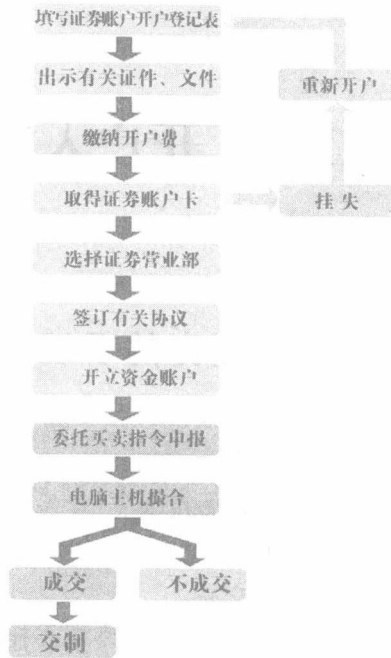 填写证券账户开户登记表
出示有关证件、文件
重新开户
缴纳开户费
取得证券账户卡
挂失
选择证券营业部
签订有关协议
开立资金账户
委托买卖指令申报
电脑主机撮合
成交
不成交
交制